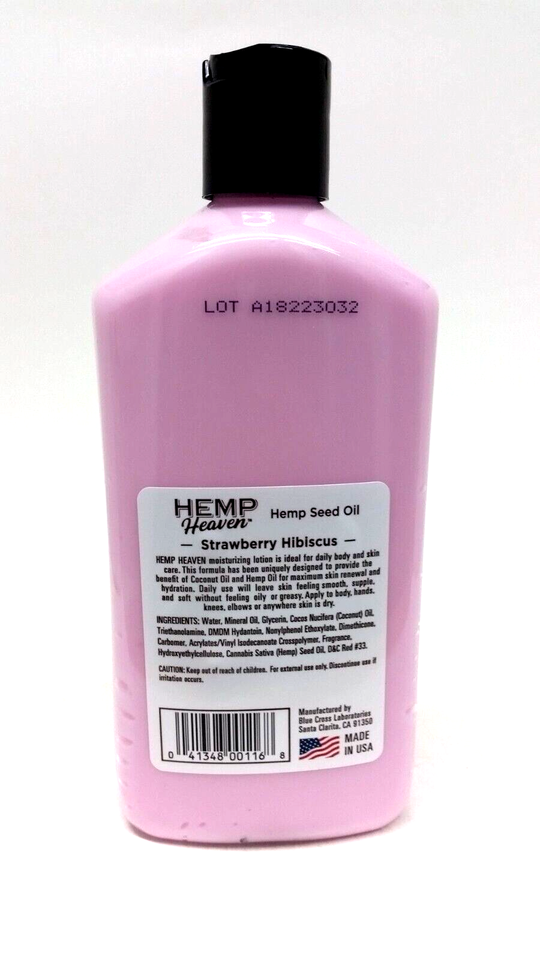 LOT A18223032
HEMP Heaven™ Hemp Seed Oil
— Strawberry Hibiscus —
HEMP HEAVEN moisturizing lotion is ideal for daily body and skin
care. This formula has been uniquely designed to provide the
benefit of Coconut Oil and Hemp Oil for maximum skin renewal and
hydration. Daily use will leave skin feeling smooth, supple,
and soft without feeling oily or greasy. Apply to body, hands,
knees, elbows or anywhere skin is dry.
INGREDIENTS: Water, Mineral Oil, Glycerin, Cocos Nucifera (Coconut) Oil,
Triethanolamine, DMDM Hydantoin, Nonylphenol Ethoxylate, Dimethicone,
Carbomer, Acrylates/Vinyl Isodecanoate Crosspolymer, Fragrance,
Hydroxyethylcellulose, Cannabis Sativa (Hemp) Seed Oil, D&C Red #33.
CAUTION: Keep out of reach of children. For external use only. Discontinue use if
irritation occurs.
0 41348 00116 8
Manufactured by
Blue Cross Laboratories
Santa Clarita, CA 91350
MADE
IN USA